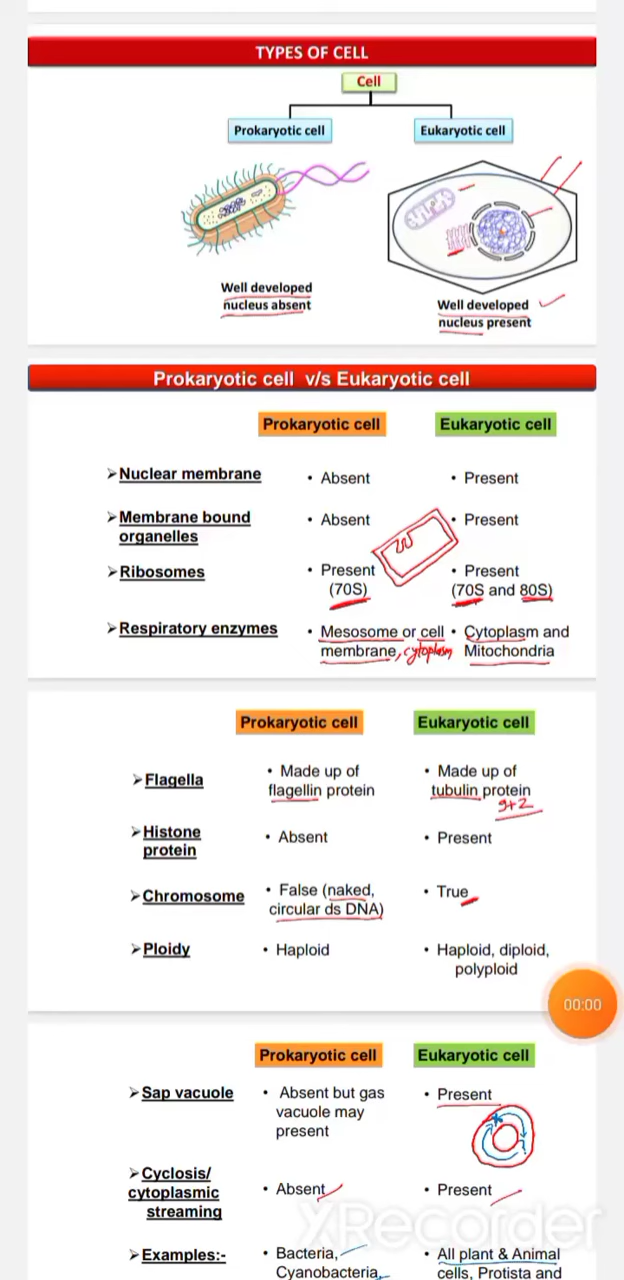 TYPES OF CELL
Cell
Prokaryotic cell
Eukaryotic cell
Well developed
nucleus absent
Well developed
nucleus present
Prokaryotic cell v/s Eukaryotic cell
Prokaryotic cell
Eukaryotic cell
➢Nuclear membrane
• Absent
• Present
➢Membrane bound
organelles
• Absent
• Present
➢Ribosomes
• Present
(70S)
• Present
(70S and 80S)
➢Respiratory enzymes
• Mesosome or cell
membrane, cytoplasm
• Cytoplasm and
Mitochondria
Prokaryotic cell
Eukaryotic cell
➢Flagella
• Made up of
flagellin protein
• Made up of
tubulin protein
9+2
➢Histone
protein
• Absent
• Present
➢Chromosome
• False (naked,
circular ds DNA)
• True
➢Ploidy
• Haploid
• Haploid, diploid,
polyploid
00:00
Prokaryotic cell
Eukaryotic cell
➢Sap vacuole
• Absent but gas
vacuole may
present
• Present
➢Cyclosis/
cytoplasmic
streaming
• Absent
• Present
XRecorder
➢Examples:-
• Bacteria,
Cyanobacteria,
• All plant & Animal
cells, Protista and